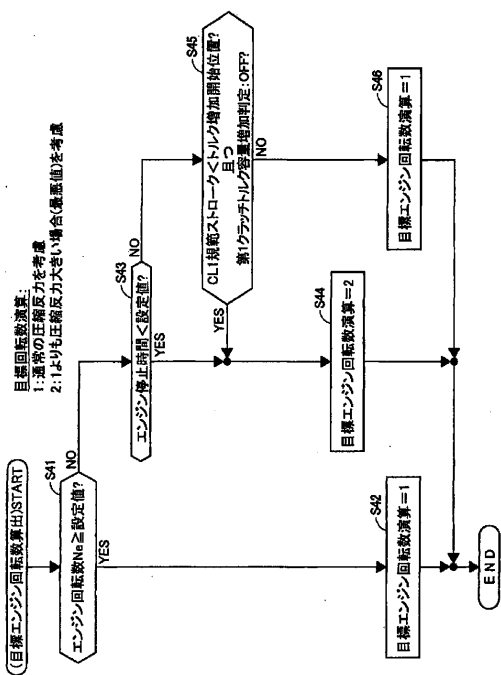 (目標エンジン回転数算出)START
目標回転数演算:
1:通常の圧縮反力を考慮
2:1よりも圧縮反力大きい場合(最悪値)を考慮
S41
エンジン回転数Ne≧設定値?
NO
YES
S43
エンジン停止時間<設定値?
NO
YES
S45
CL1規範ストローク<トルク増加開始位置?
且つ
第1クラッチトルク容量増加判定:OFF?
YES
NO
S42
目標エンジン回転数演算=1
S44
目標エンジン回転数演算=2
S46
目標エンジン回転数演算=1
END